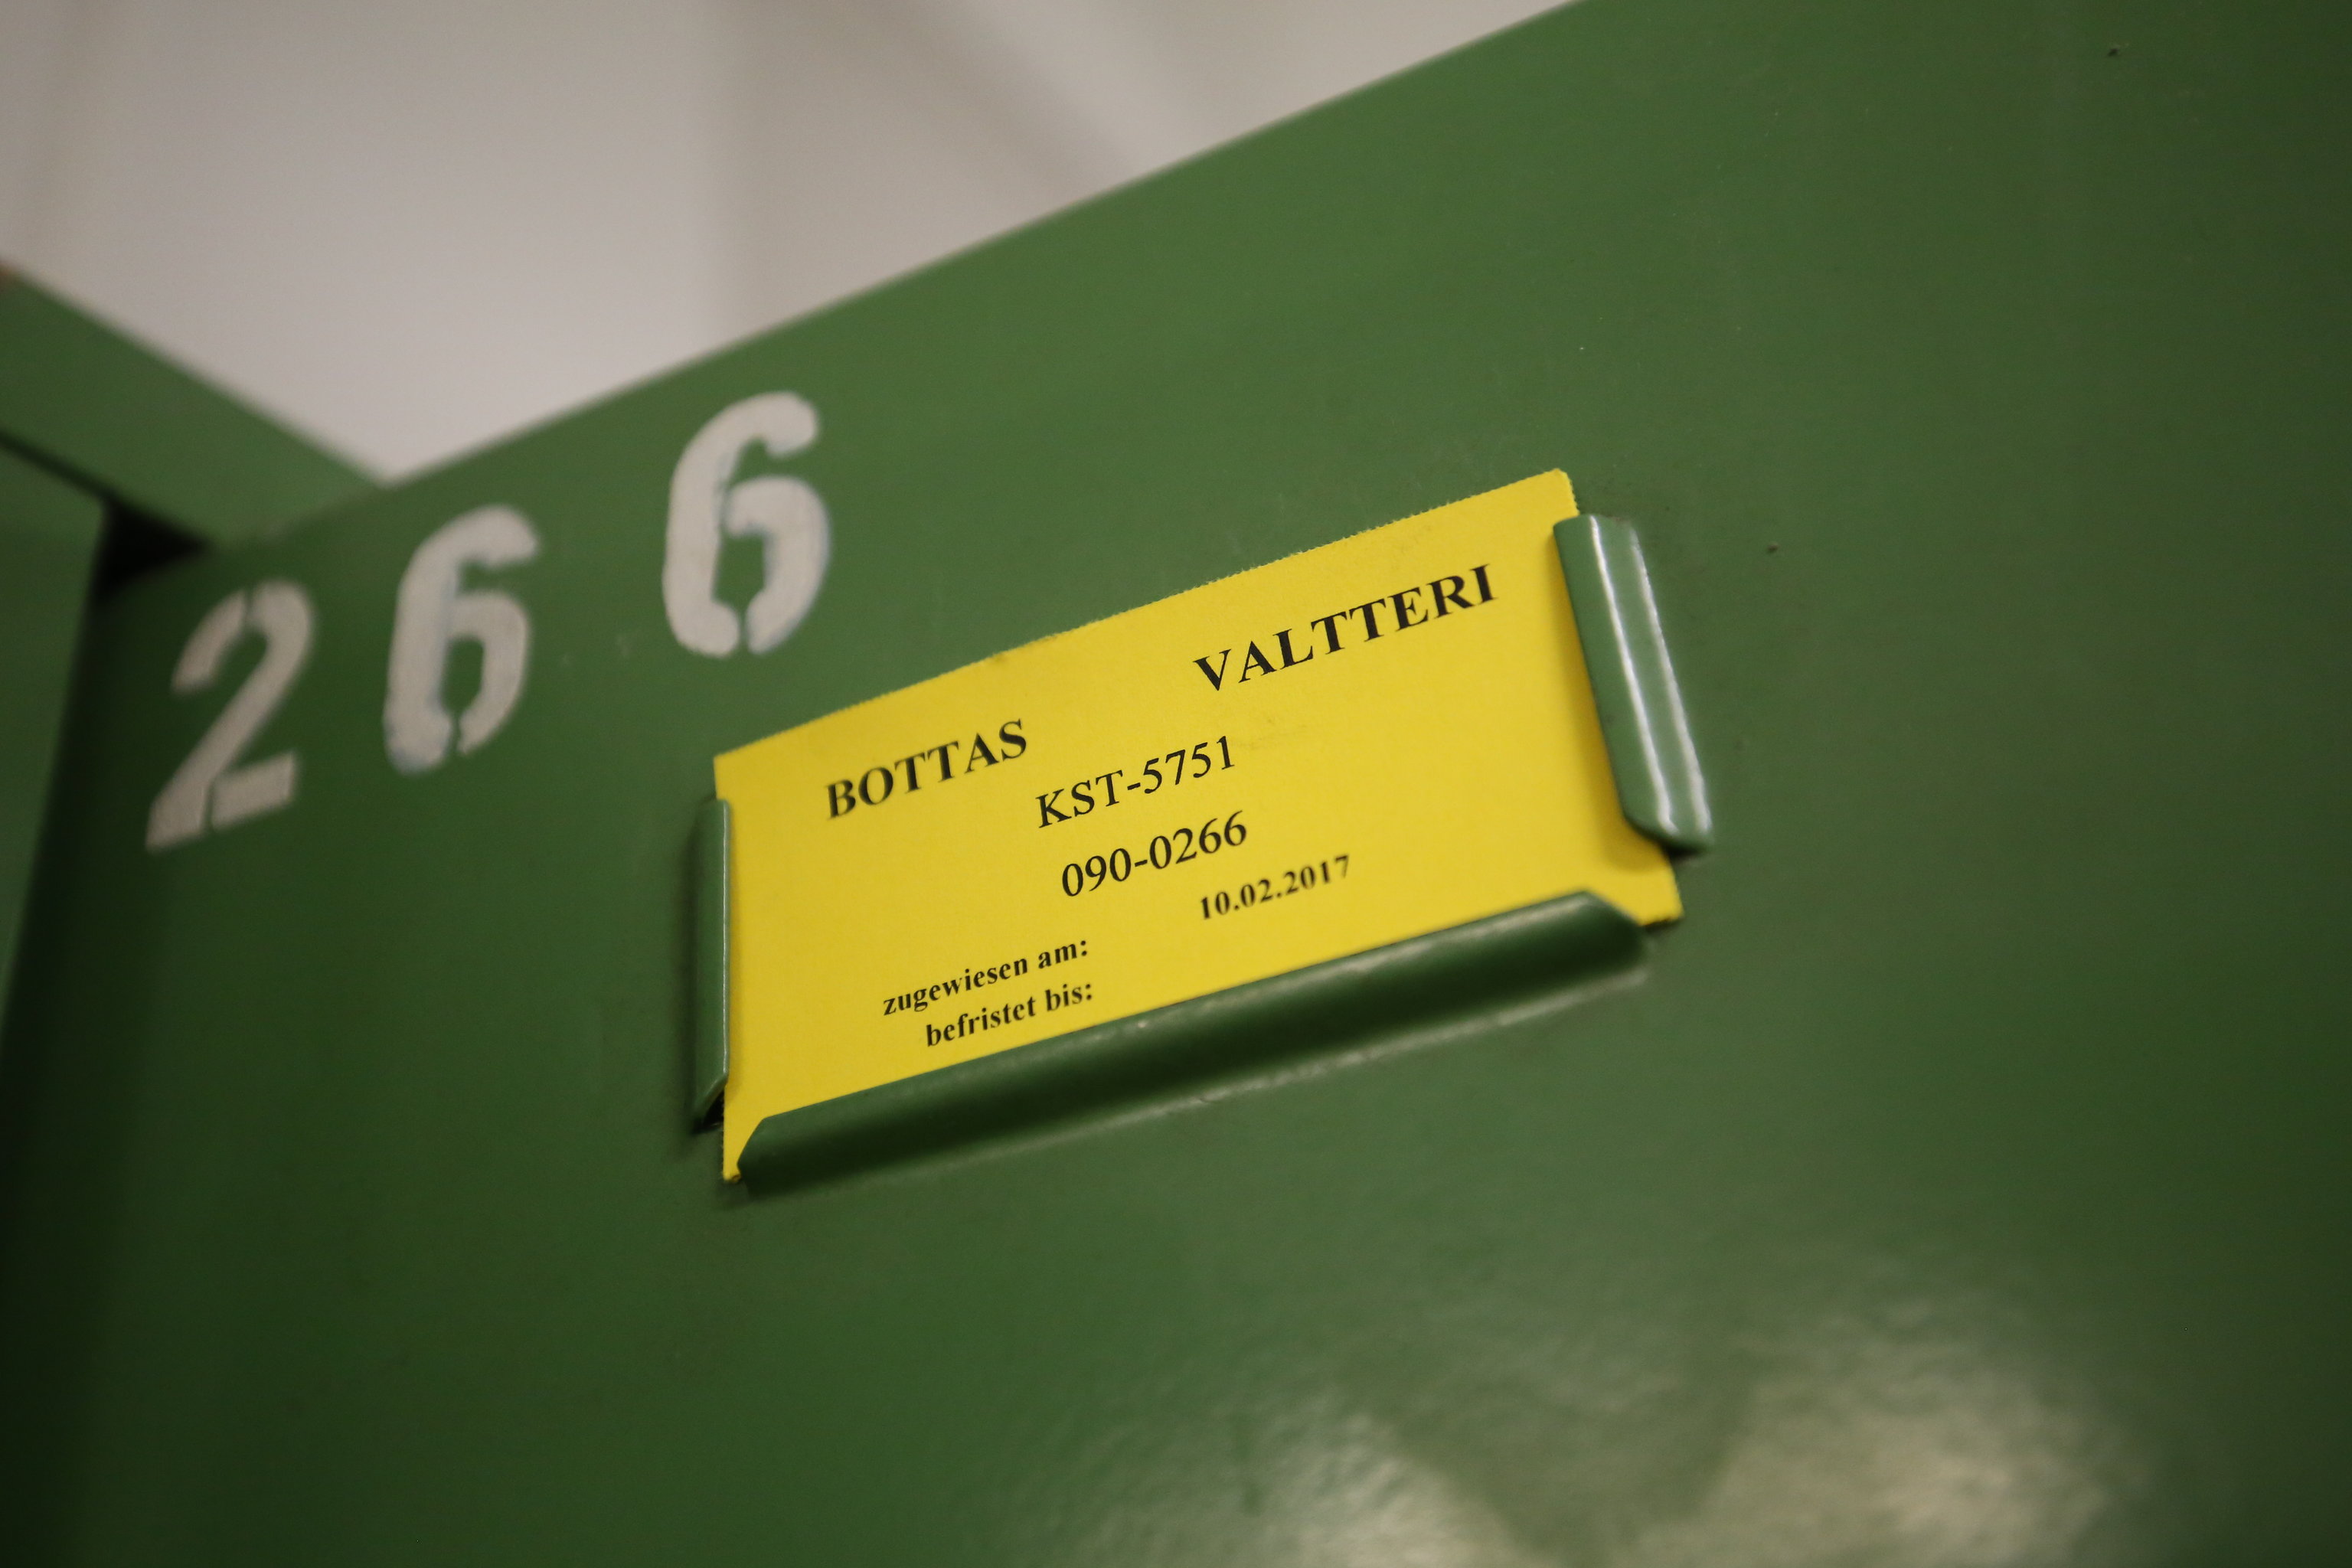 266
BOTTAS VALTTERI
KST-5751
090-0266
zugewiesen am: 10.02.2017
befristet bis: